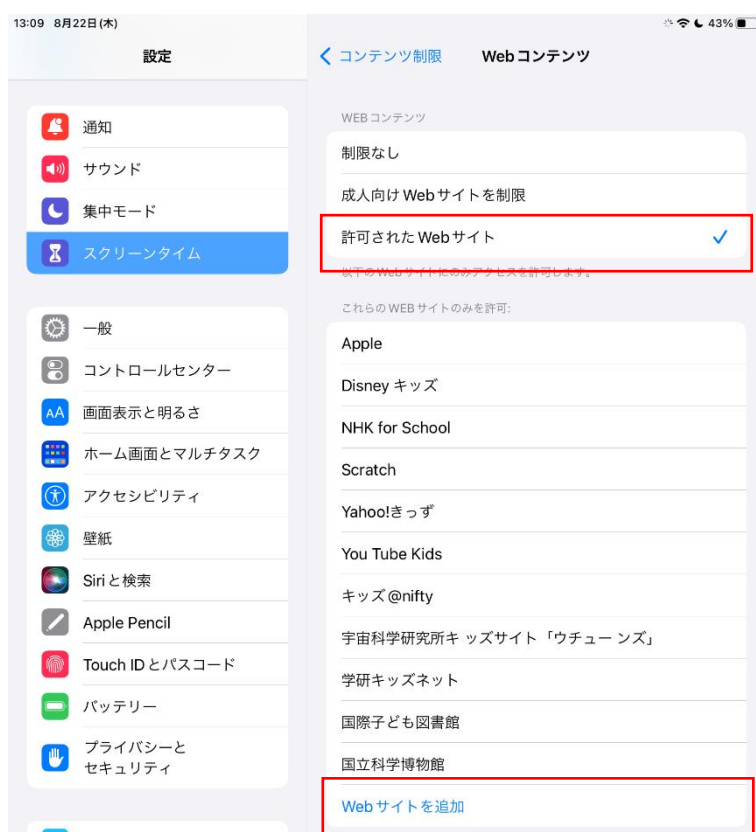 13:09 8月22日(木)
43%
設定
通知
サウンド
集中モード
スクリーンタイム
一般
コントロールセンター
AA 画面表示と明るさ
ホーム画面とマルチタスク
アクセシビリティ
壁紙
Siriと検索
Apple Pencil
Touch IDとパスコード
バッテリー
プライバシーと
セキュリティ
コンテンツ制限 Webコンテンツ
WEBコンテンツ
制限なし
成人向けWebサイトを制限
許可されたWebサイト
以下のWebサイトにのみアクセスを許可します。
これらのWEBサイトのみを許可:
Apple
Disney キッズ
NHK for School
Scratch
Yahoo!きっず
You Tube Kids
キッズ@nifty
宇宙科学研究所キ ッズサイト「ウチュー ンズ」
学研キッズネット
国際子ども図書館
国立科学博物館
Webサイトを追加